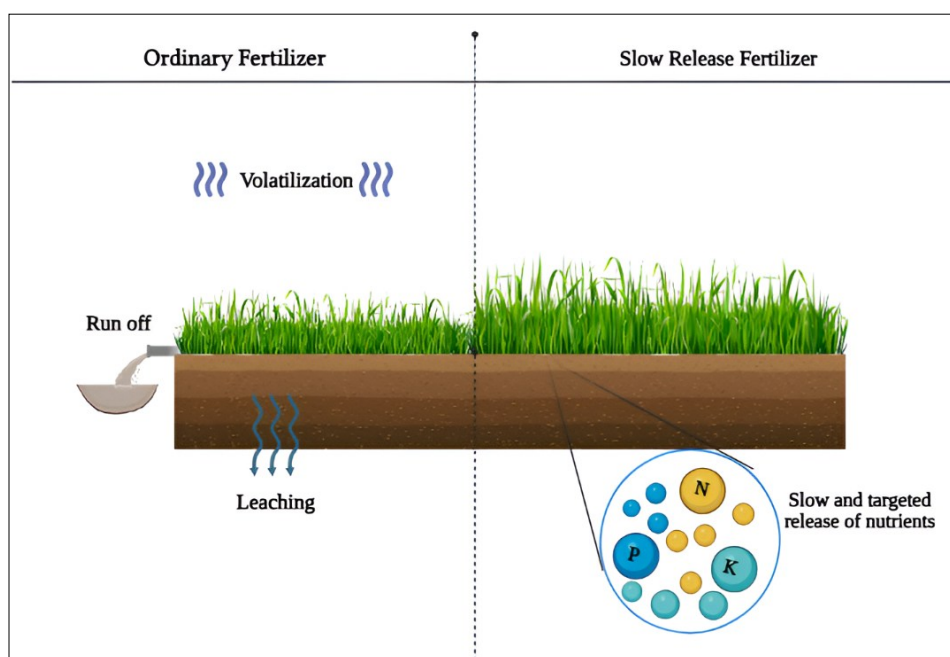 Ordinary Fertilizer
Slow Release Fertilizer
Volatilization
Run off
Leaching
N
P
K
Slow and targeted
release of nutrients